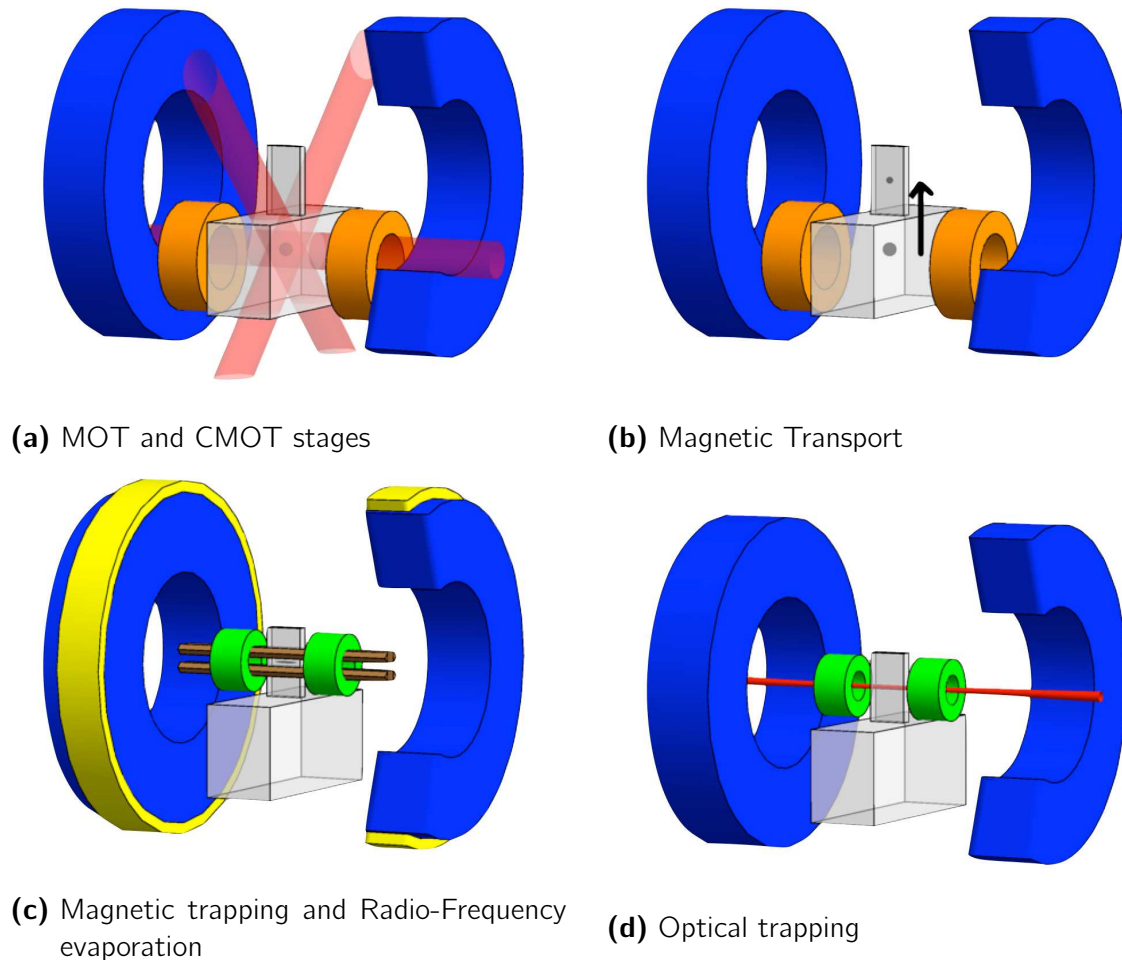 (a) MOT and CMOT stages
(b) Magnetic Transport
(c) Magnetic trapping and Radio-Frequency
evaporation
(d) Optical trapping